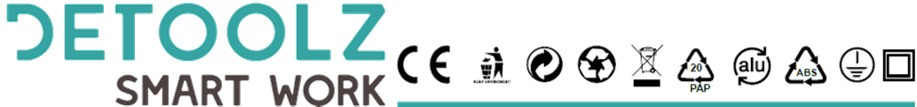 DETOOLZ
SMART WORK
CE
20
PAP
alu
ABS